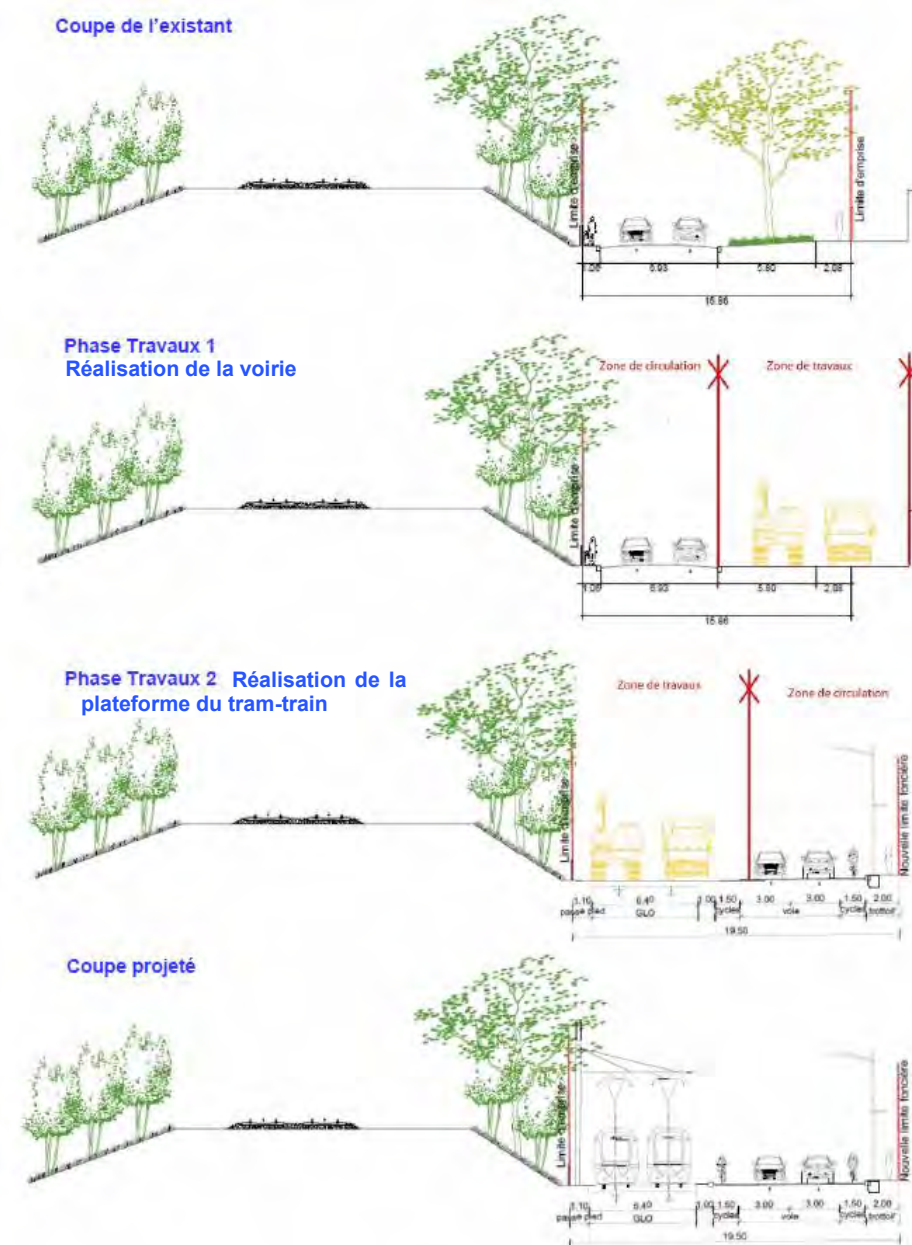 Coupe de l'existant
Limite d'emprise
Limite d'emprise
1.06 6.93 5.80 2.08
15.86
Phase Travaux 1
Réalisation de la voirie
Zone de circulation
Zone de travaux
Limite d'emprise
1.06 6.93 5.80 2.08
15.86
Phase Travaux 2 Réalisation de la
plateforme du tram-train
Zone de travaux
Zone de circulation
Limite d'emprise
Nouvelle limite foncière
1.10 6.40 1.00 1.50 3.00 3.00 1.50 2.00
passe pied GLO cycles voie cycles trottoir
19.50
Coupe projeté
Limite d'emprise
Nouvelle limite foncière
1.10 6.40 1.00 1.50 3.00 3.00 1.50 2.00
passe pied GLO cycles voie cycles trottoir
19.50